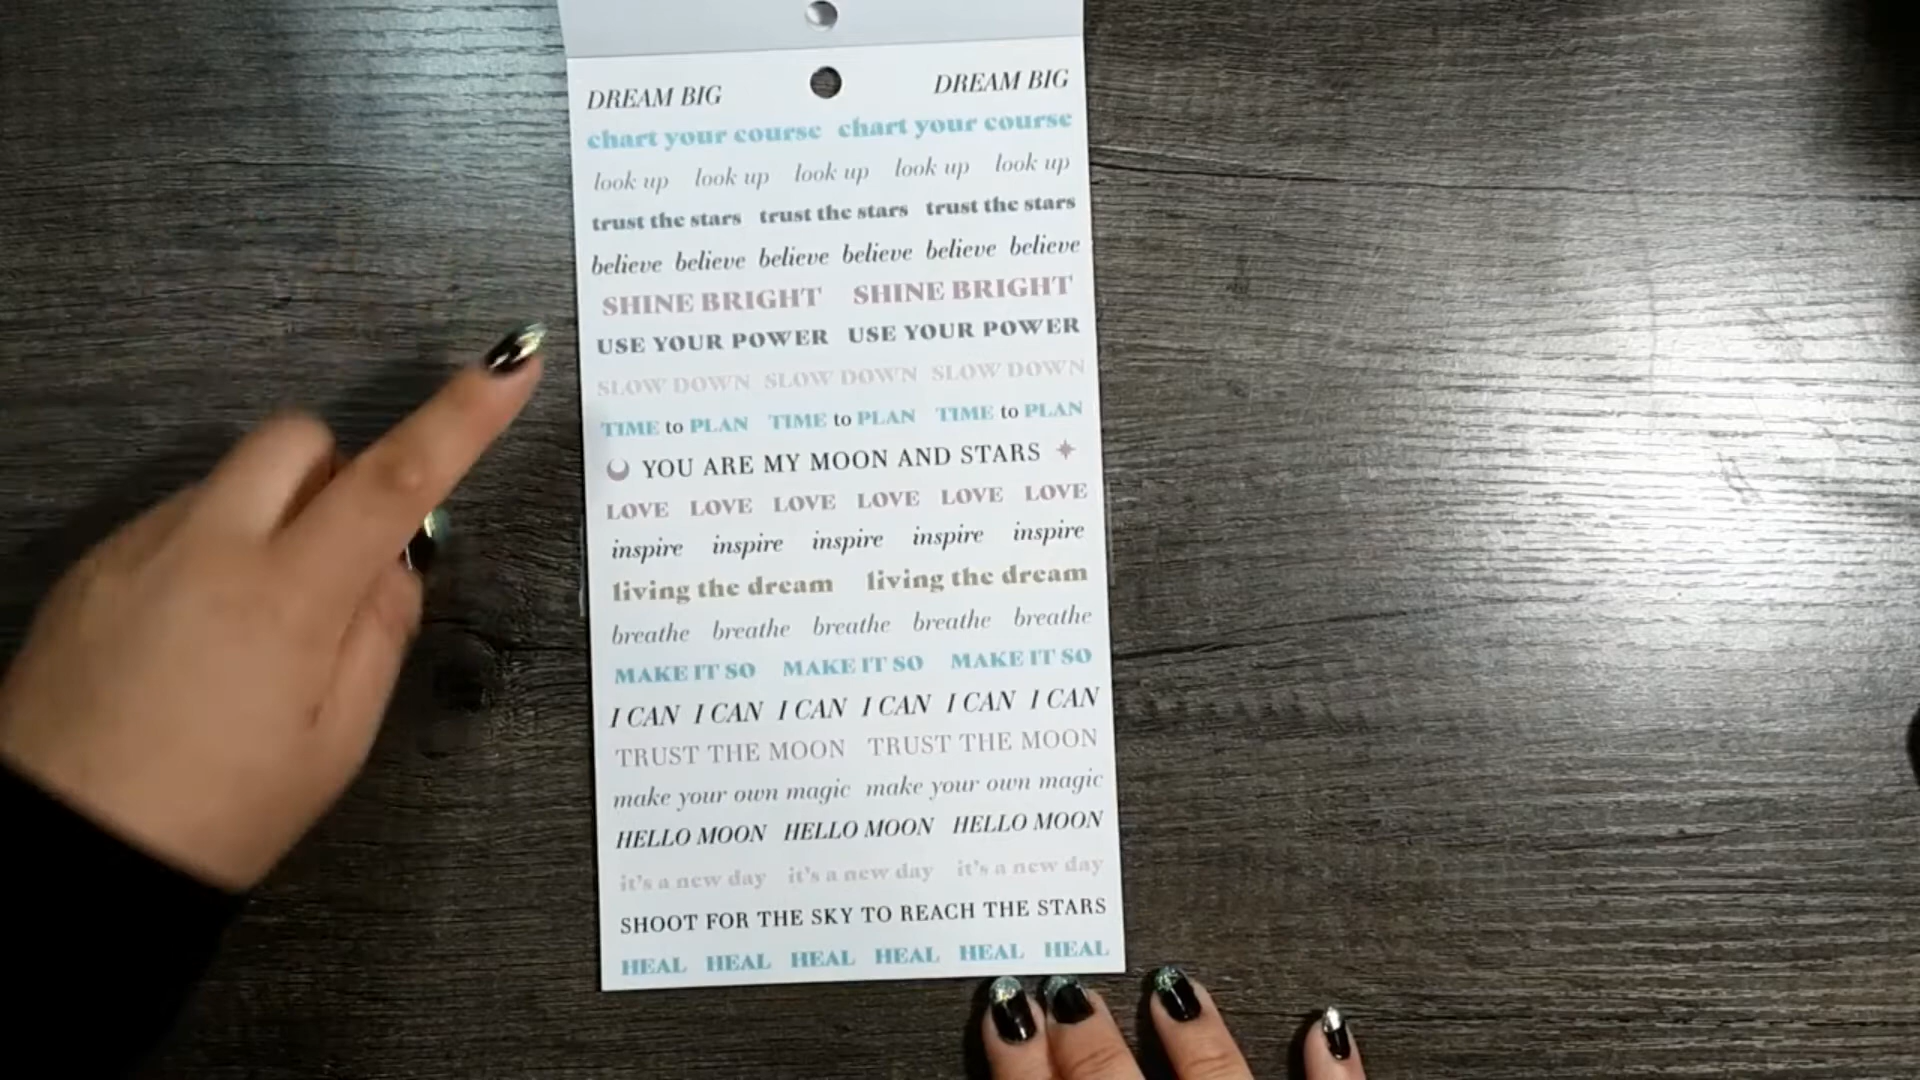 DREAM BIG DREAM BIG
chart your course chart your course
look up look up look up look up look up
trust the stars trust the stars trust the stars
believe believe believe believe believe believe
SHINE BRIGHT SHINE BRIGHT
USE YOUR POWER USE YOUR POWER
SLOW DOWN SLOW DOWN SLOW DOWN
TIME to PLAN TIME to PLAN TIME to PLAN
YOU ARE MY MOON AND STARS
LOVE LOVE LOVE LOVE LOVE LOVE
inspire inspire inspire inspire inspire
living the dream living the dream
breathe breathe breathe breathe breathe
MAKE IT SO MAKE IT SO MAKE IT SO
I CAN I CAN I CAN I CAN I CAN I CAN
TRUST THE MOON TRUST THE MOON
make your own magic make your own magic
HELLO MOON HELLO MOON HELLO MOON
it's a new day it's a new day it's a new day
SHOOT FOR THE SKY TO REACH THE STARS
HEAL HEAL HEAL HEAL HEAL HEAL